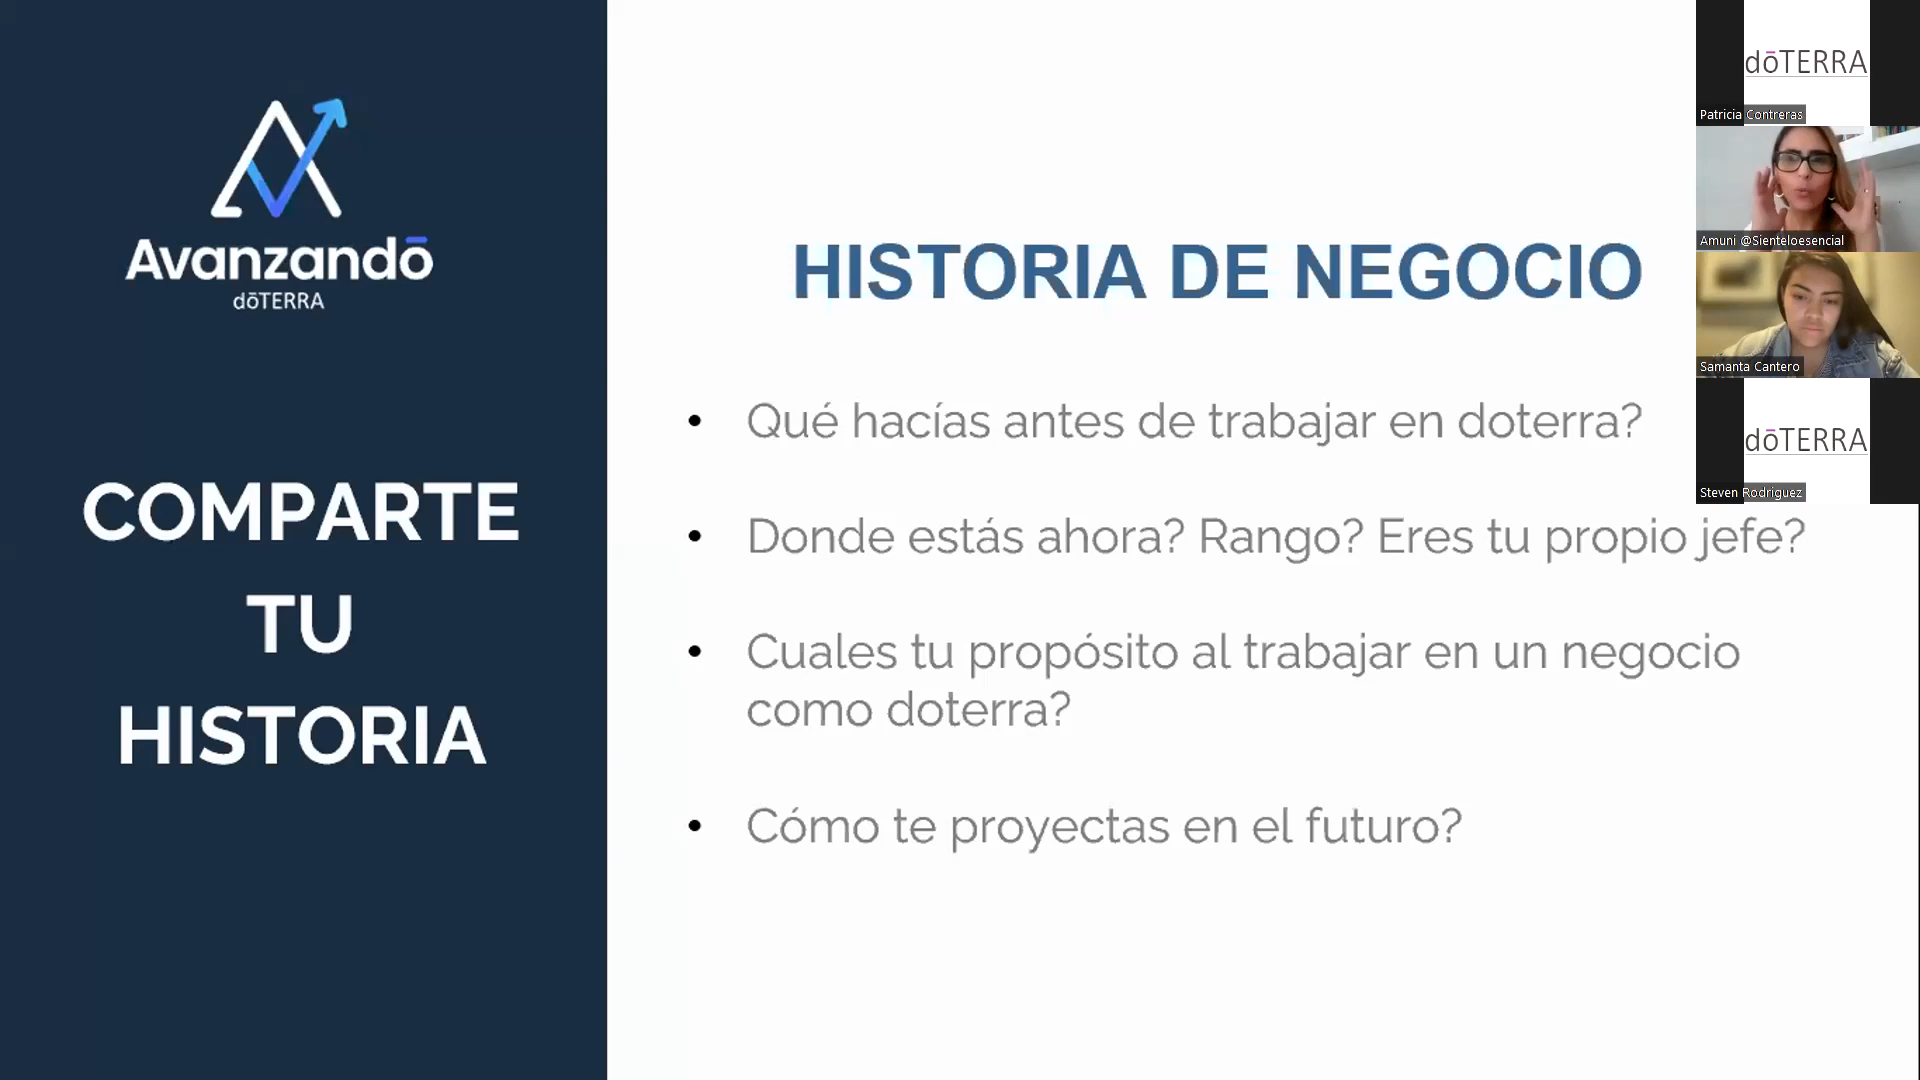 Avanzandō
dōTERRA
COMPARTE
TU
HISTORIA
HISTORIA DE NEGOCIO
• Qué hacías antes de trabajar en doterra?
• Donde estás ahora? Rango? Eres tu propio jefe?
• Cuales tu propósito al trabajar en un negocio
como doterra?
• Cómo te proyectas en el futuro?
dōTERRA
Patricia Contreras
Amuni @Sienteloesencial
Samanta Cantero
dōTERRA
Steven Rodriguez